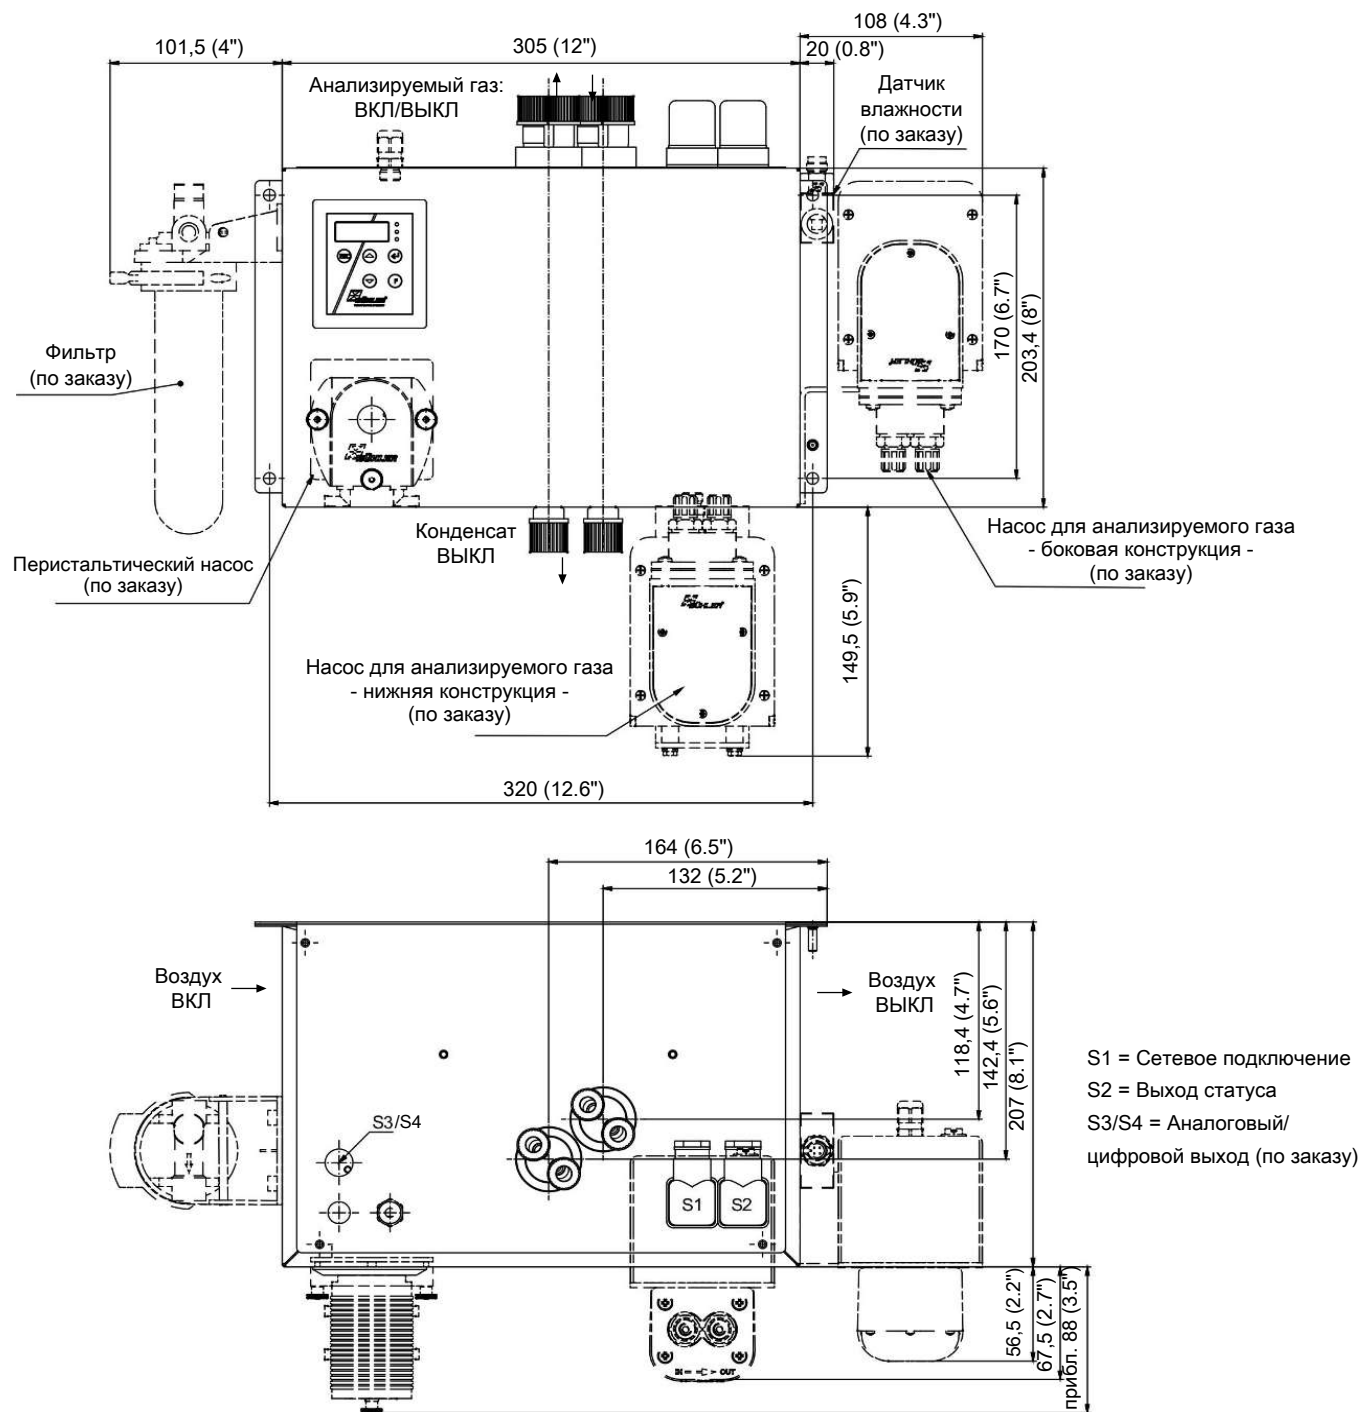 108 (4.3")
101,5 (4")
305 (12")
20 (0.8")
Анализируемый газ:
ВКЛ/ВЫКЛ
Датчик
влажности
(по заказу)
170 (6.7")
203,4 (8")
Фильтр
(по заказу)
Перистальтический насос
(по заказу)
Конденсат
ВЫКЛ
Насос для анализируемого газа
- боковая конструкция -
(по заказу)
149,5 (5.9")
Насос для анализируемого газа
- нижняя конструкция -
(по заказу)
320 (12.6")
164 (6.5")
132 (5.2")
Воздух
ВКЛ
Воздух
ВЫКЛ
118,4 (4.7")
142,4 (5.6")
207 (8.1")
S1 = Сетевое подключение
S2 = Выход статуса
S3/S4 = Аналоговый/
цифровой выход (по заказу)
S3/S4
S1
S2
56,5 (2.2")
67,5 (2.7")
прибл. 88 (3.5")
IN
OUT